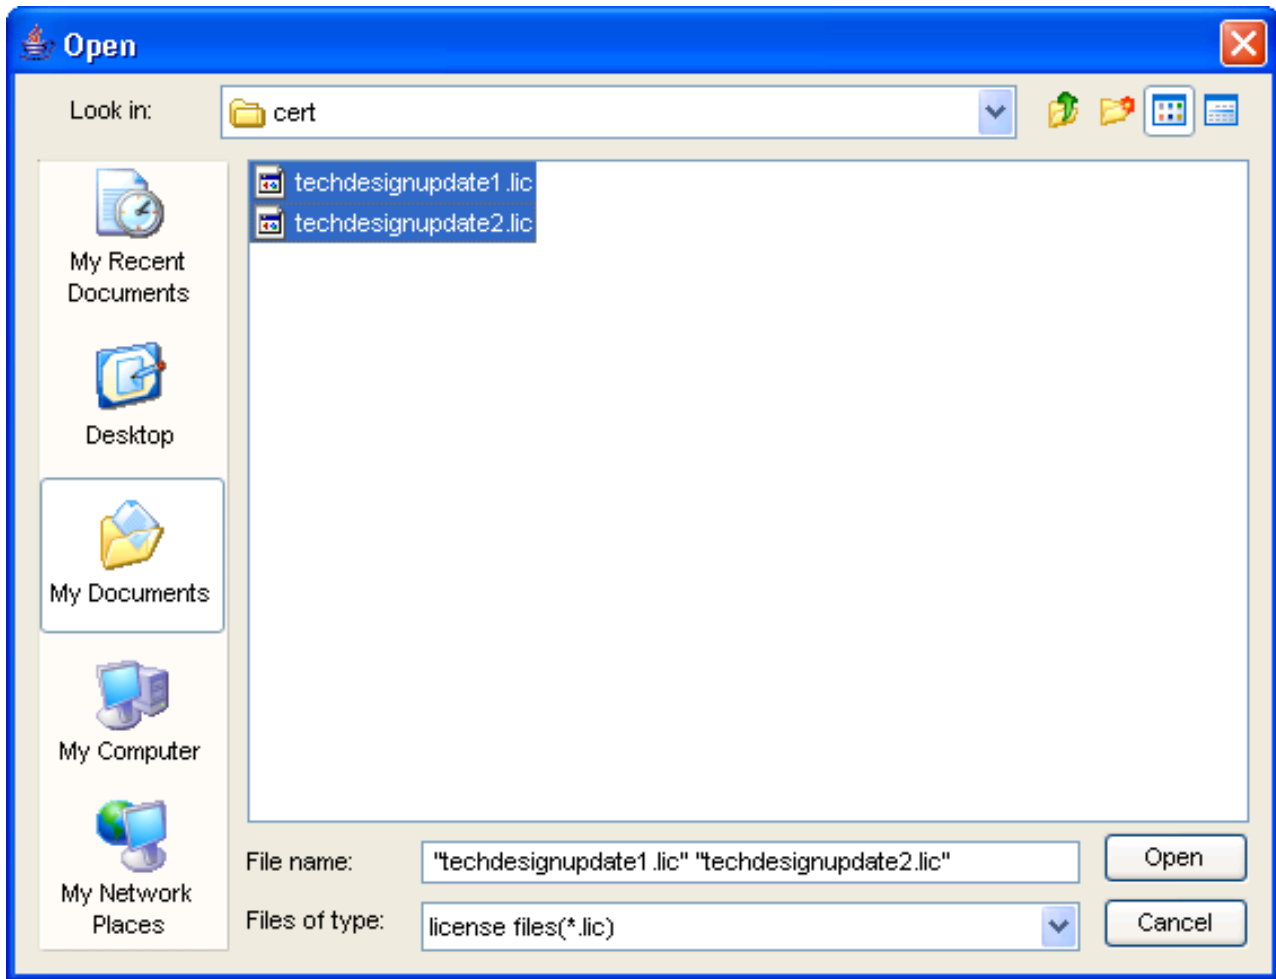 Open
Look in:
cert
techdesignupdate1.lic
techdesignupdate2.lic
My Recent
Documents
Desktop
My Documents
My Computer
My Network
Places
File name:
"techdesignupdate1.lic" "techdesignupdate2.lic"
Open
Files of type:
license files(*.lic)
Cancel